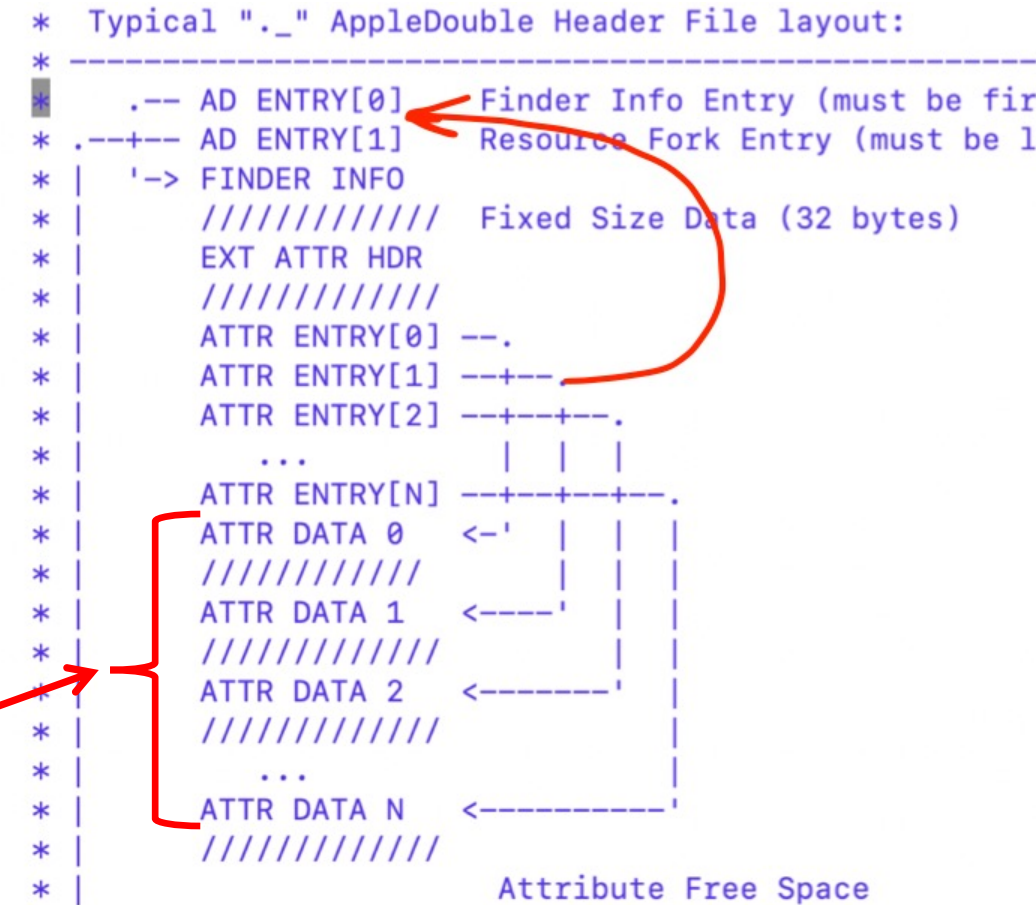 * Typical "._" AppleDouble Header File layout:
* ------------------------------------------------------------
* .-- AD ENTRY[0] Finder Info Entry (must be fir
* .--+-- AD ENTRY[1] Resource Fork Entry (must be l
* | '-> FINDER INFO
* | ///////////// Fixed Size Data (32 bytes)
* | EXT ATTR HDR
* | /////////////
* | ATTR ENTRY[0] --.
* | ATTR ENTRY[1] --+--.
* | ATTR ENTRY[2] --+--+--.
* | ... | | |
* | ATTR ENTRY[N] --+--+--+--.
* | ATTR DATA 0 <-' | | |
* | //////////// | | |
* | ATTR DATA 1 <----' | |
* | ///////////// | |
* | ATTR DATA 2 <-------' |
* | ///////////// |
* | ... |
* | ATTR DATA N <----------'
* | /////////////
* | Attribute Free Space